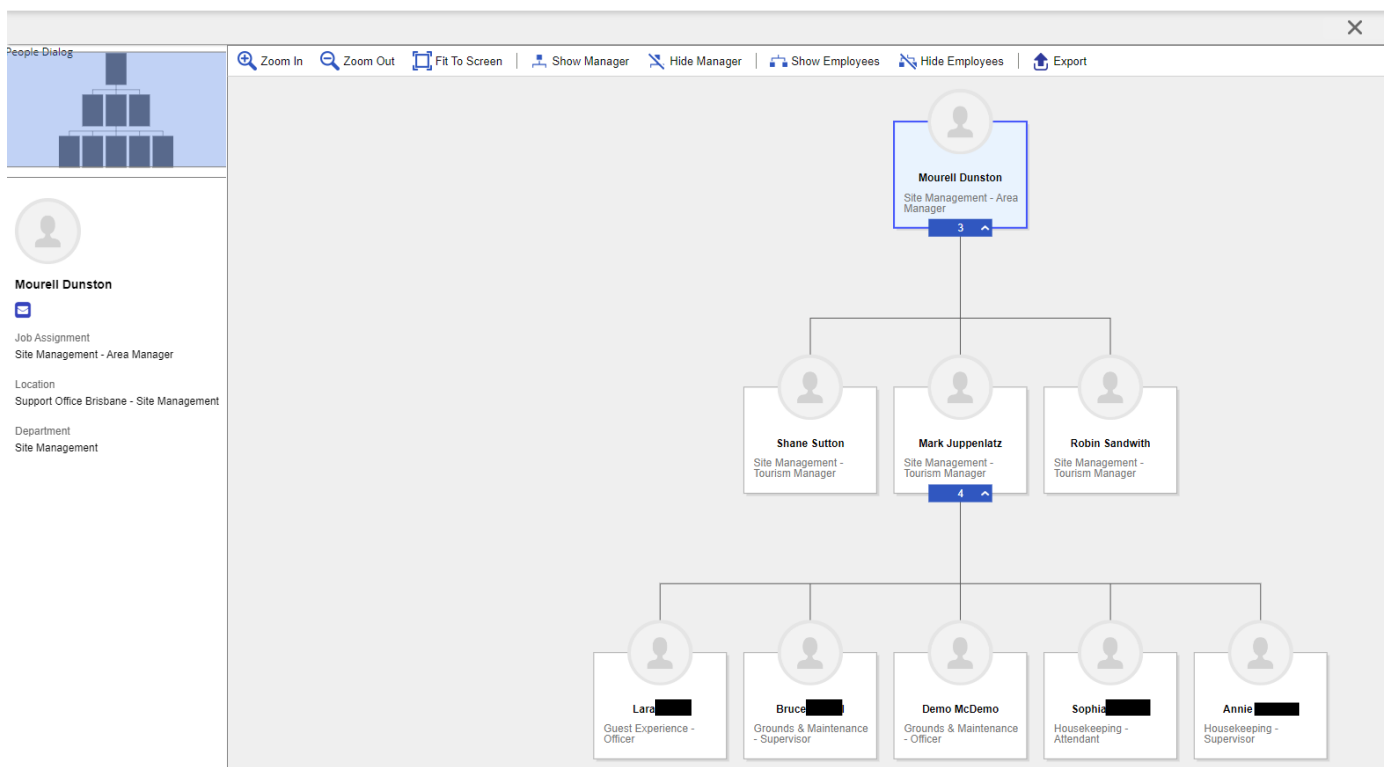 People Dialog
Zoom In Zoom Out Fit To Screen Show Manager Hide Manager Show Employees Hide Employees Export
Mourell Dunston
Site Management - Area
Manager
3
Mourell Dunston
Job Assignment
Site Management - Area Manager
Location
Support Office Brisbane - Site Management
Department
Site Management
Shane Sutton
Site Management -
Tourism Manager
Mark Juppenlatz
Site Management -
Tourism Manager
4
Robin Sandwith
Site Management -
Tourism Manager
Lara
Guest Experience -
Officer
Bruce
Grounds & Maintenance
- Supervisor
Demo McDemo
Grounds & Maintenance
- Officer
Sophia
Housekeeping -
Attendant
Annie
Housekeeping -
Supervisor